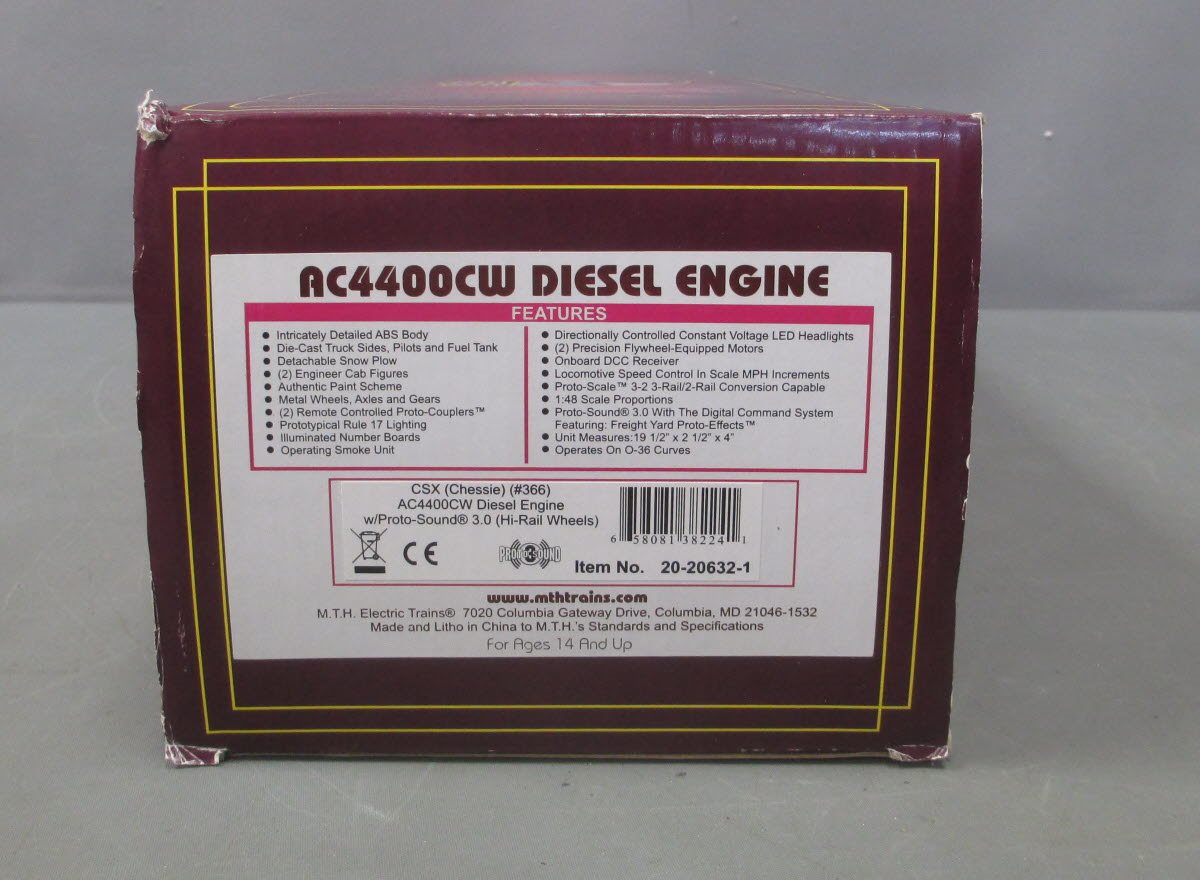 AC4400CW DIESEL ENGINE
FEATURES
● Intricately Detailed ABS Body
● Die-Cast Truck Sides, Pilots and Fuel Tank
● Detachable Snow Plow
● (2) Engineer Cab Figures
● Authentic Paint Scheme
● Metal Wheels, Axles and Gears
● (2) Remote Controlled Proto-Couplers™
● Prototypical Rule 17 Lighting
● Illuminated Number Boards
● Operating Smoke Unit
● Directionally Controlled Constant Voltage LED Headlights
● (2) Precision Flywheel-Equipped Motors
● Onboard DCC Receiver
● Locomotive Speed Control In Scale MPH Increments
● Proto-Scale™ 3-2 3-Rail/2-Rail Conversion Capable
● 1:48 Scale Proportions
● Proto-Sound® 3.0 With The Digital Command System
Featuring: Freight Yard Proto-Effects™
● Unit Measures:19 1/2" x 2 1/2" x 4"
● Operates On O-36 Curves
CSX (Chessie) (#366)
AC4400CW Diesel Engine
w/Proto-Sound® 3.0 (Hi-Rail Wheels)
6 58081 38224 1
CE
PROTO SOUND 3
Item No. 20-20632-1
www.mthtrains.com
M.T.H. Electric Trains® 7020 Columbia Gateway Drive, Columbia, MD 21046-1532
Made and Litho in China to M.T.H.'s Standards and Specifications
For Ages 14 And Up